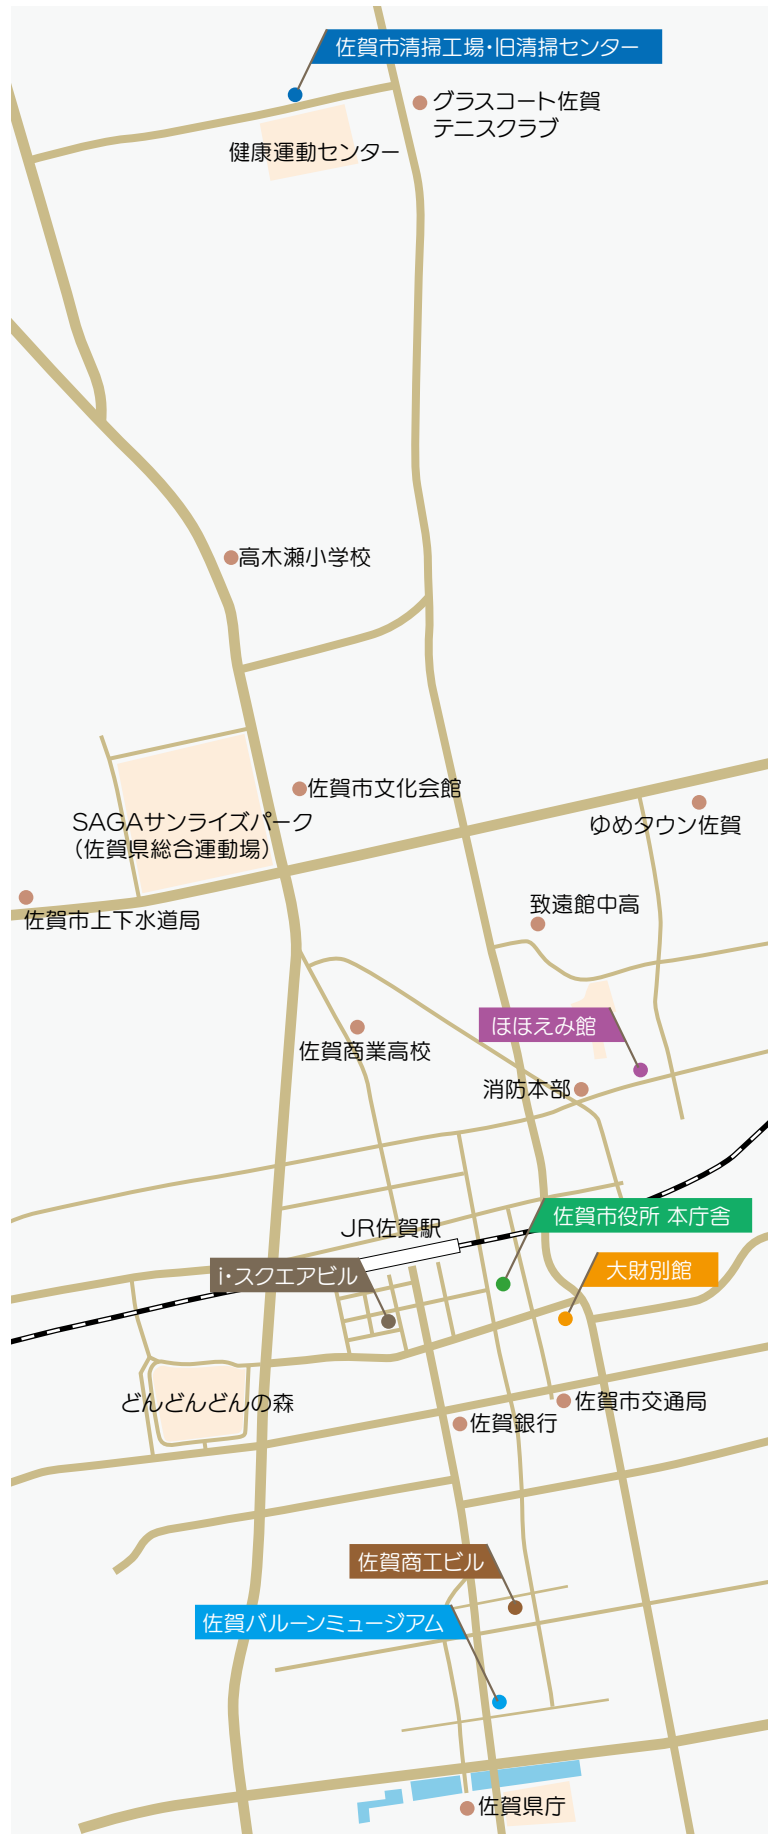 佐賀市清掃工場・旧清掃センター
グラスコート佐賀
テニスクラブ
健康運動センター
高木瀬小学校
佐賀市文化会館
SAGAサンライズパーク
（佐賀県総合運動場）
ゆめタウン佐賀
佐賀市上下水道局
致遠館中高
ほほえみ館
佐賀商業高校
消防本部
JR佐賀駅
佐賀市役所 本庁舎
i・スクエアビル
大財別館
どんどんどんの森
佐賀市交通局
佐賀銀行
佐賀商工ビル
佐賀バルーンミュージアム
佐賀県庁